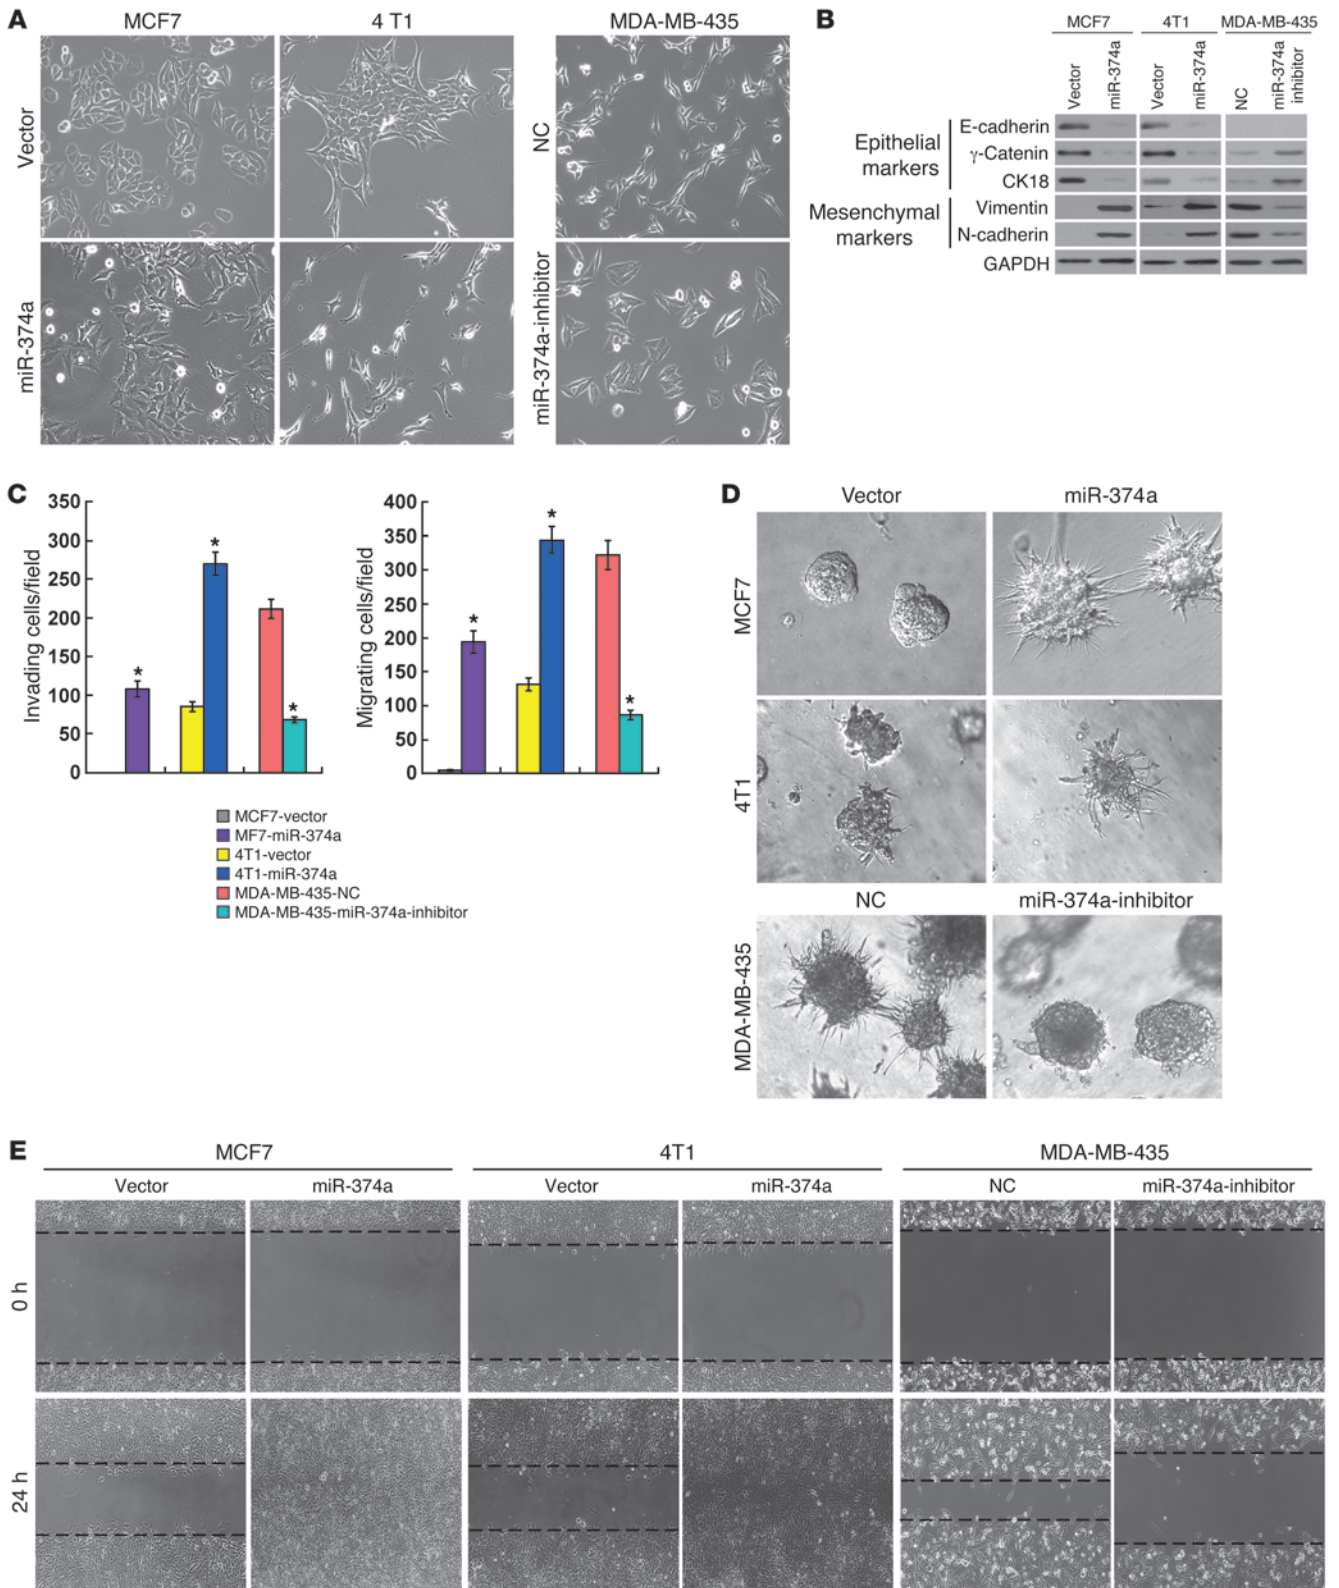 A
MCF7
4 T1
MDA-MB-435
Vector
miR-374a
NC
miR-374a-inhibitor
B
MCF7
4T1
MDA-MB-435
Vector
miR-374a
Vector
miR-374a
NC
miR-374a
inhibitor
Epithelial
markers
E-cadherin
γ-Catenin
CK18
Mesenchymal
markers
Vimentin
N-cadherin
GAPDH
C
Invading cells/field
350
300
250
200
150
100
50
0
*
*
*
Migrating cells/field
400
350
300
250
200
150
100
50
0
*
*
*
MCF7-vector
MF7-miR-374a
4T1-vector
4T1-miR-374a
MDA-MB-435-NC
MDA-MB-435-miR-374a-inhibitor
D
Vector
miR-374a
MCF7
4T1
NC
miR-374a-inhibitor
MDA-MB-435
E
MCF7
4T1
MDA-MB-435
Vector
miR-374a
Vector
miR-374a
NC
miR-374a-inhibitor
0 h
24 h